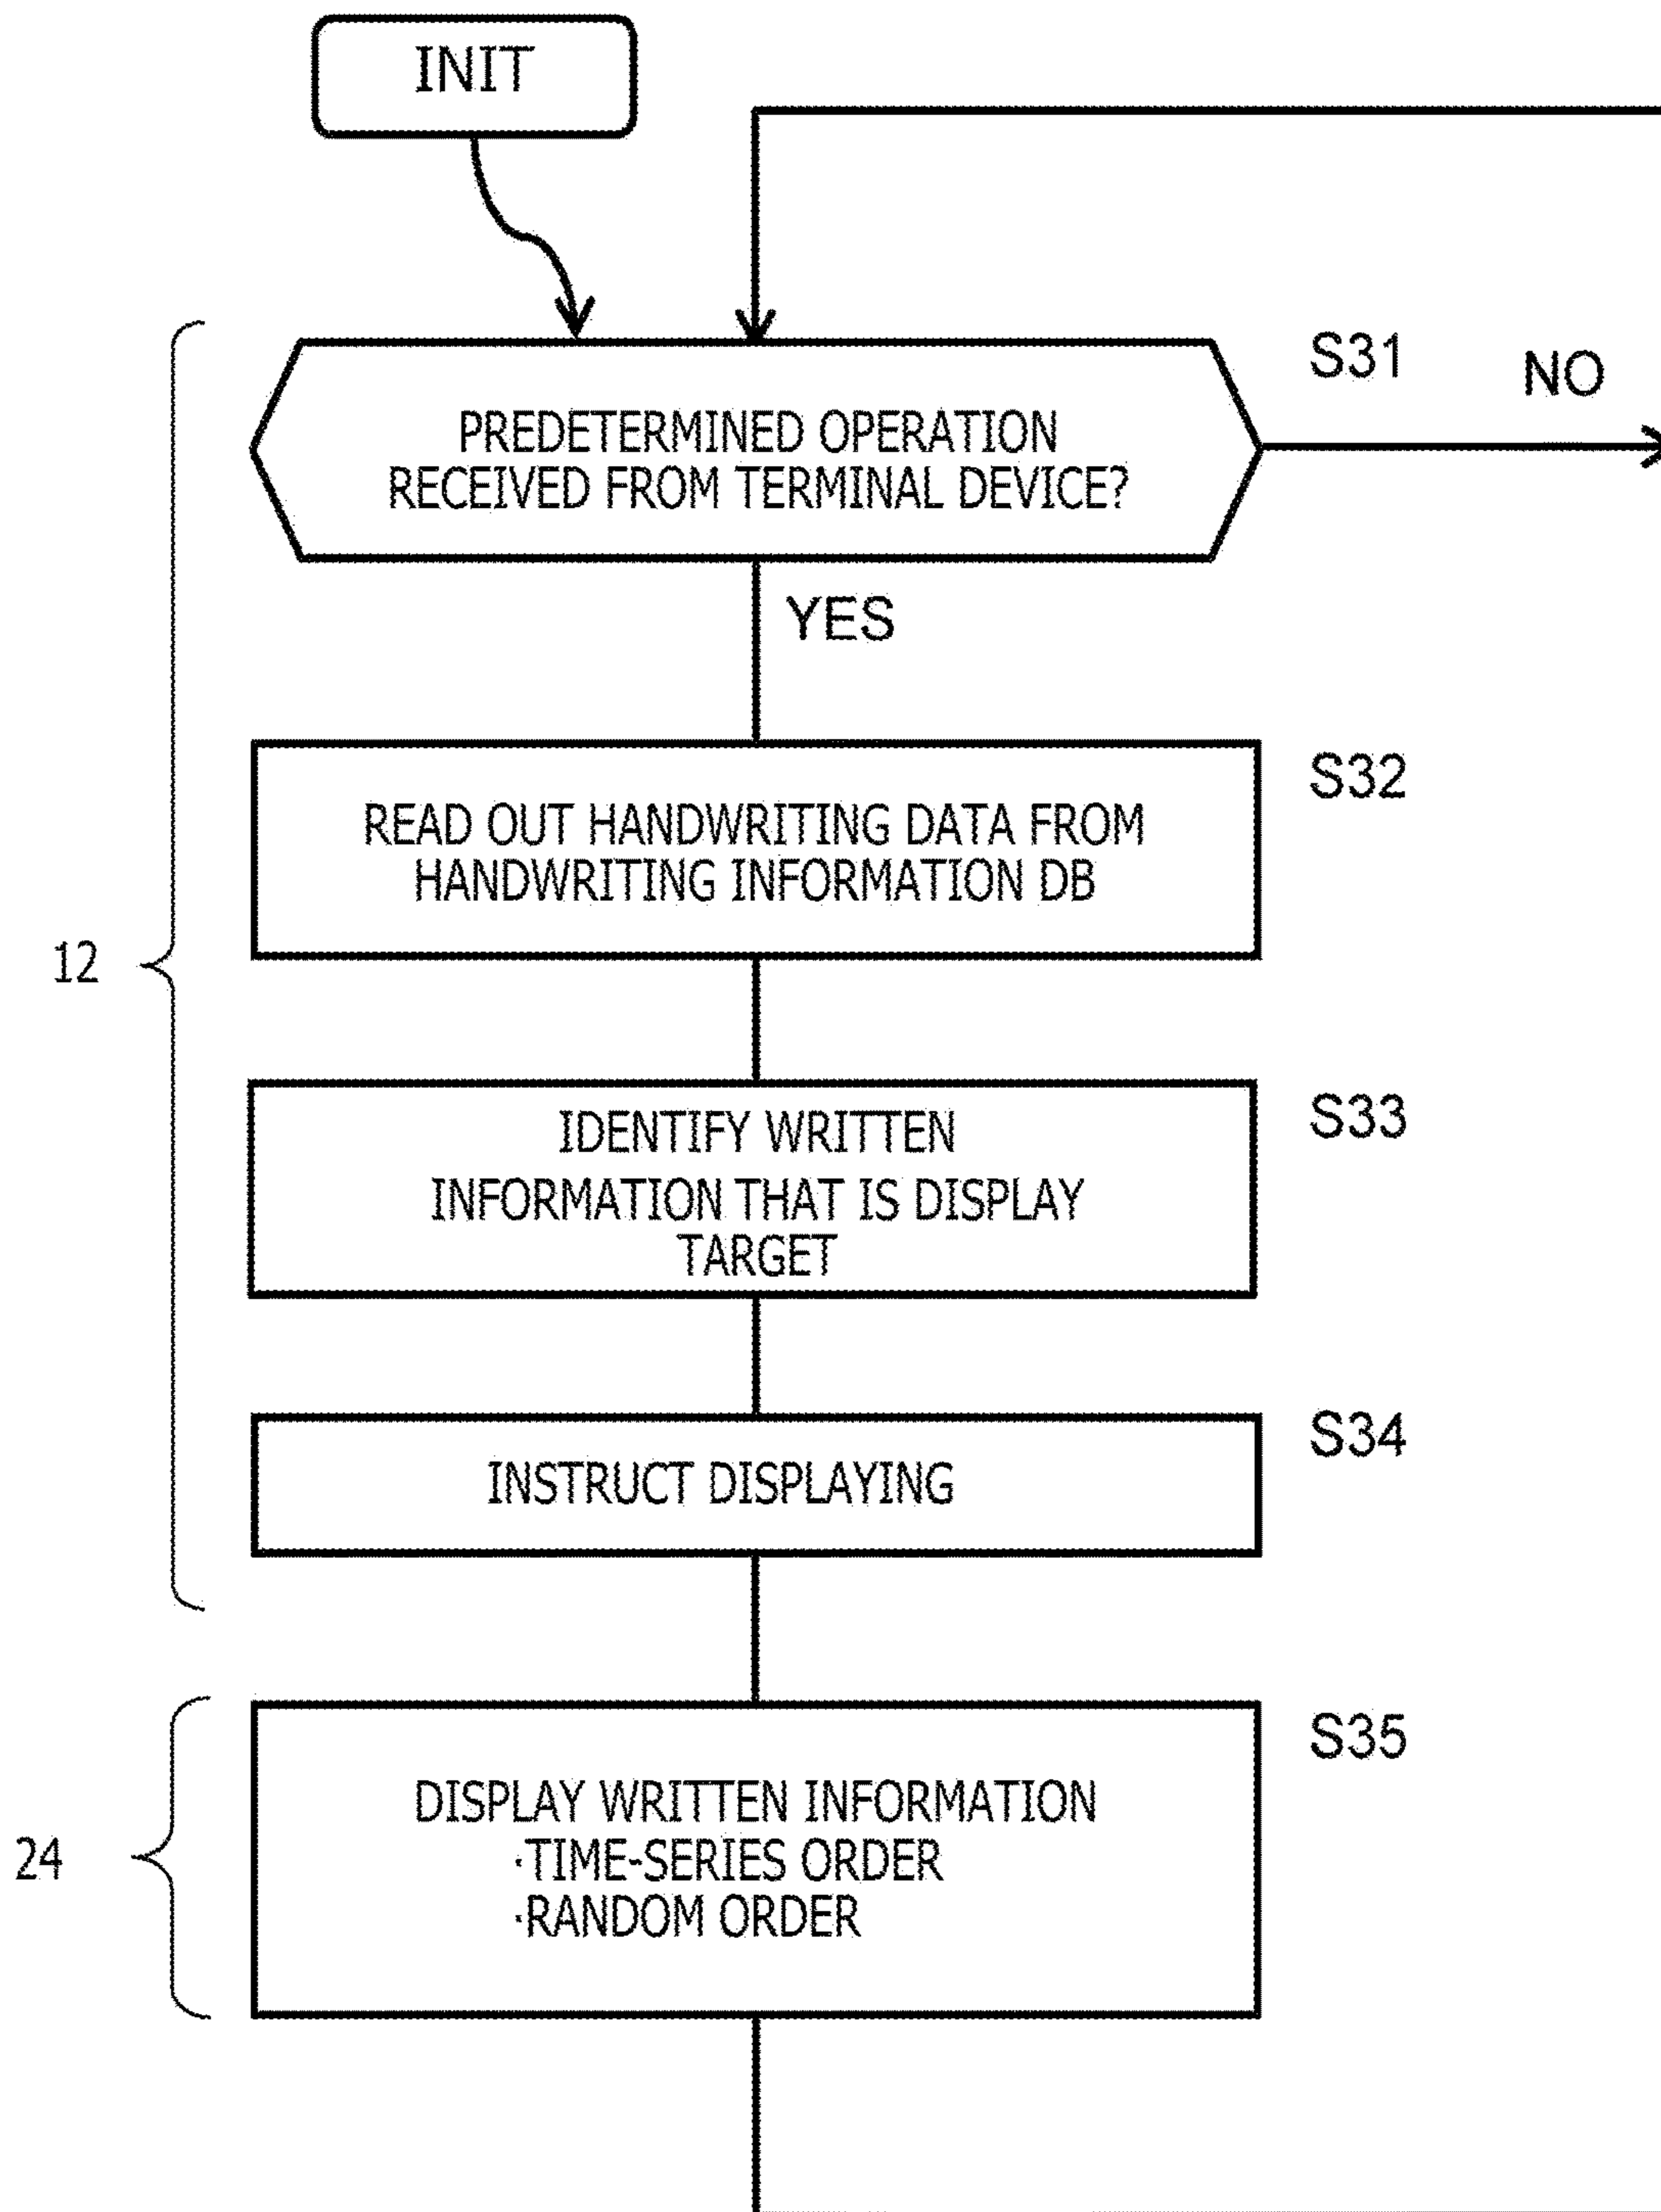 INIT
S31
NO
PREDETERMINED OPERATION
RECEIVED FROM TERMINAL DEVICE?
YES
S32
READ OUT HANDWRITING DATA FROM
HANDWRITING INFORMATION DB
12
S33
IDENTIFY WRITTEN
INFORMATION THAT IS DISPLAY
TARGET
S34
INSTRUCT DISPLAYING
S35
DISPLAY WRITTEN INFORMATION
·TIME-SERIES ORDER
24
·RANDOM ORDER